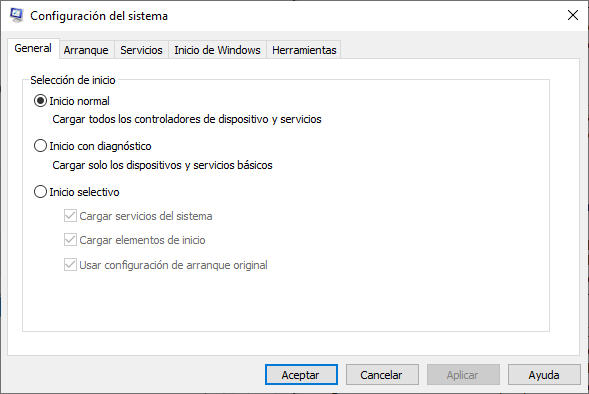 Configuración del sistema
General Arranque Servicios Inicio de Windows Herramientas
Selección de inicio
Inicio normal
Cargar todos los controladores de dispositivo y servicios
Inicio con diagnóstico
Cargar solo los dispositivos y servicios básicos
Inicio selectivo
Cargar servicios del sistema
Cargar elementos de inicio
Usar configuración de arranque original
Aceptar Cancelar Aplicar Ayuda